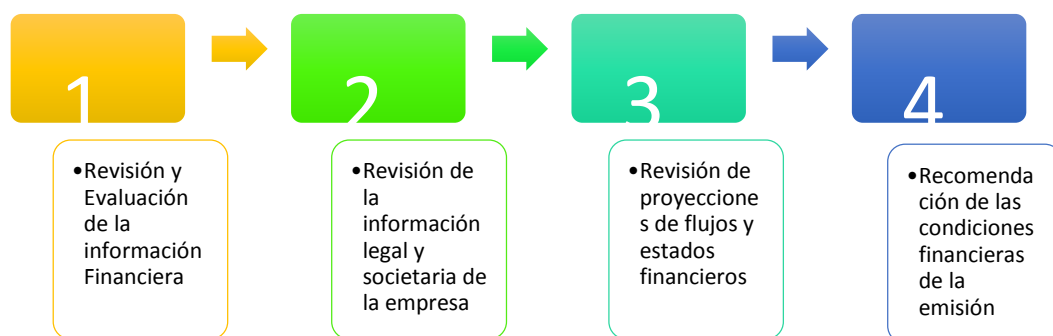 1
2
3
4
•Revisión y
Evaluación
de la
información
Financiera
•Revisión de
la
información
legal y
societaria de
la empresa
•Revisión de
proyeccione
s de flujos y
estados
financieros
•Recomenda
ción de las
condiciones
financieras
de la
emisión